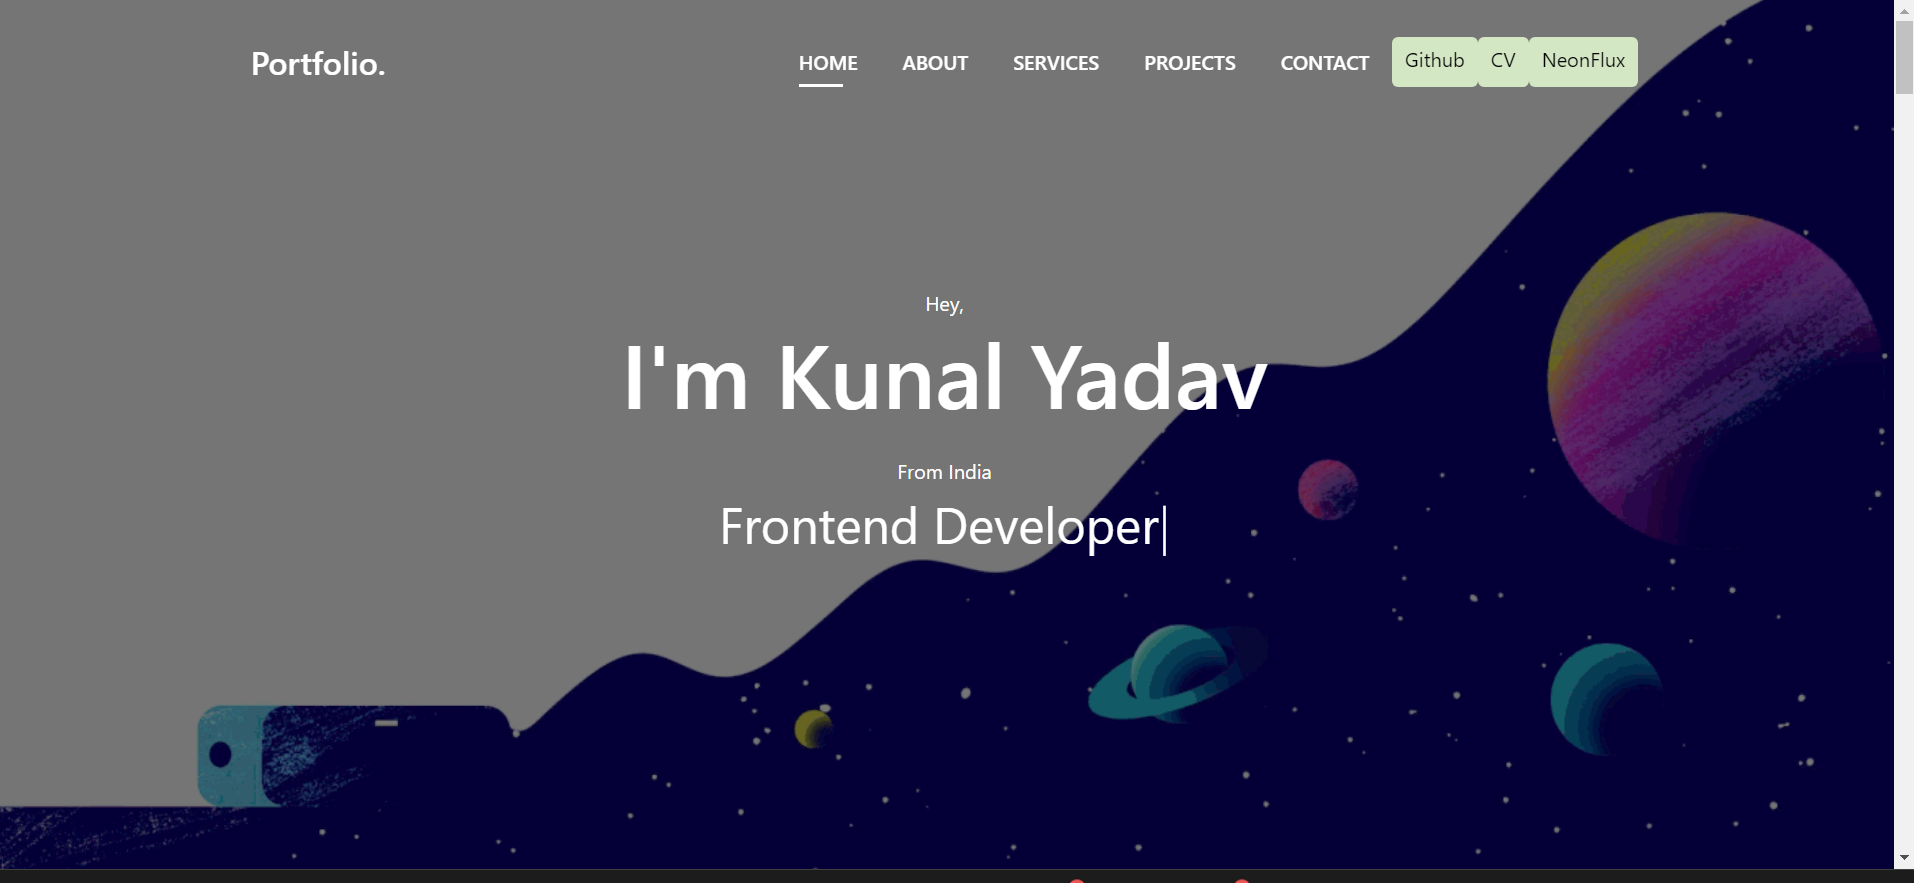 Portfolio.
HOME ABOUT SERVICES PROJECTS CONTACT Github CV NeonFlux
Hey,
I'm Kunal Yadav
From India
Frontend Developer|